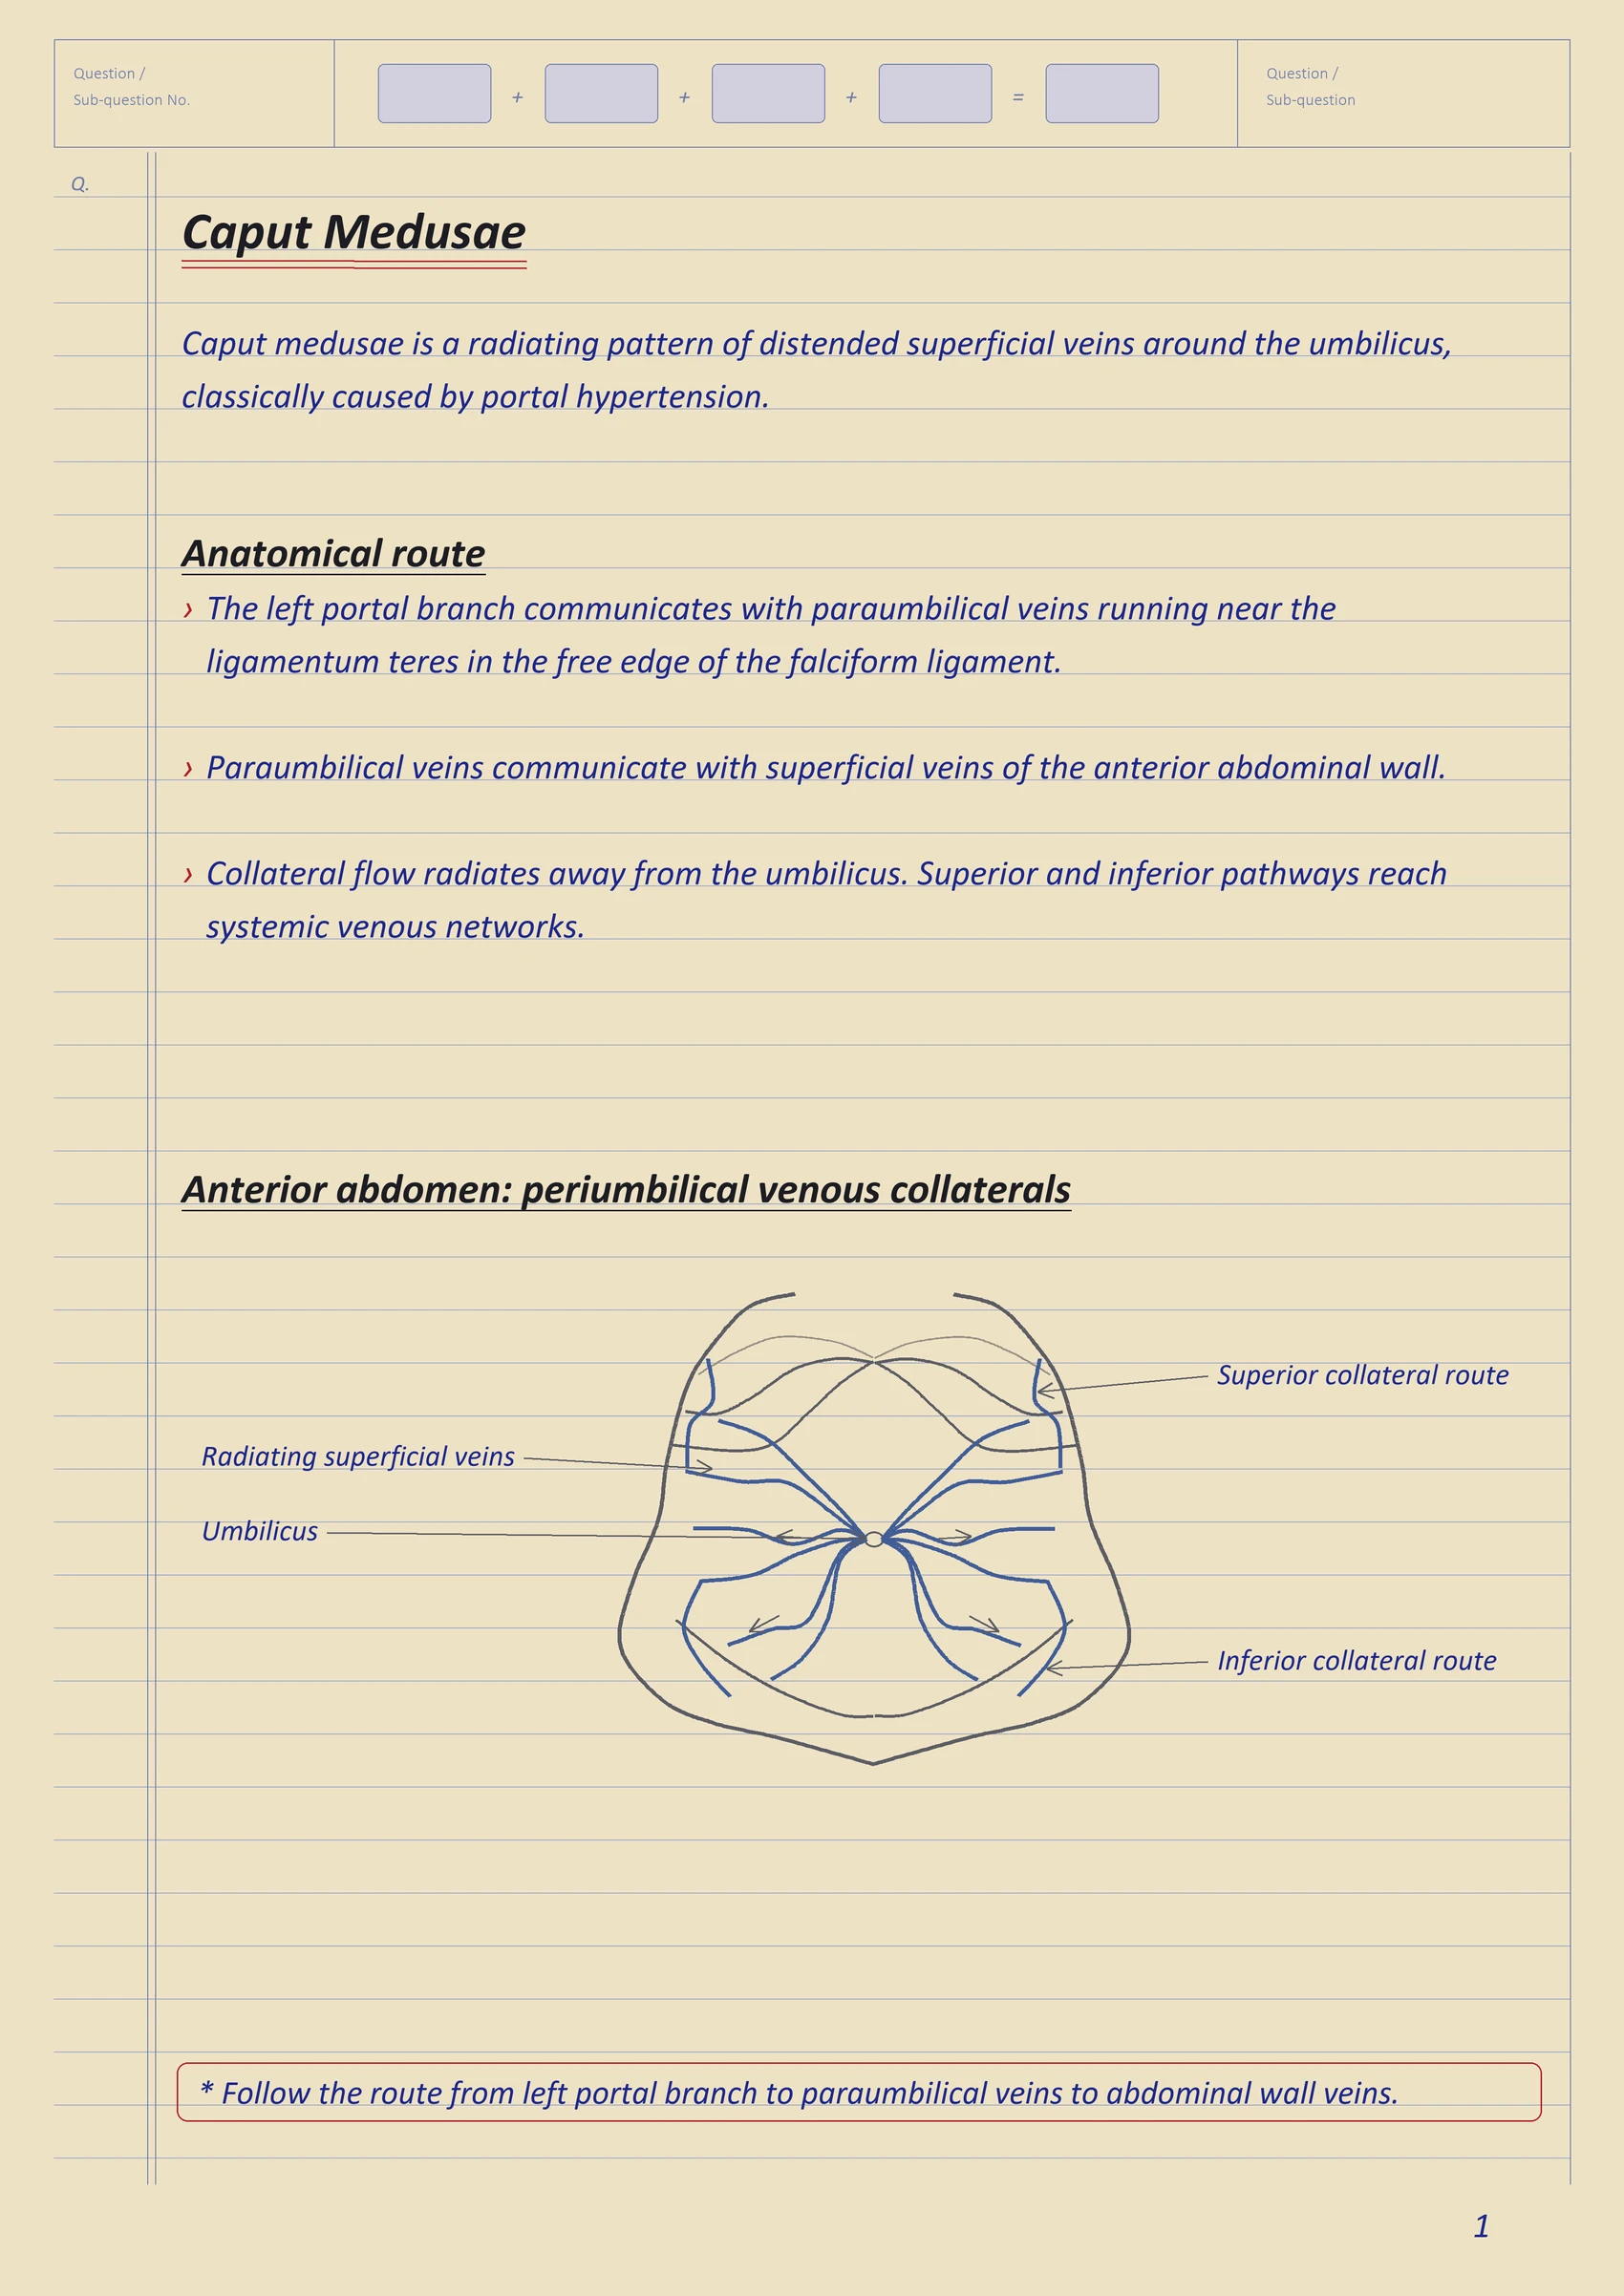 Question /
Sub-question No.
+ + + =
Question /
Sub-question
Q.
Caput Medusae
Caput medusae is a radiating pattern of distended superficial veins around the umbilicus,
classically caused by portal hypertension.
Anatomical route
› The left portal branch communicates with paraumbilical veins running near the
ligamentum teres in the free edge of the falciform ligament.
› Paraumbilical veins communicate with superficial veins of the anterior abdominal wall.
› Collateral flow radiates away from the umbilicus. Superior and inferior pathways reach
systemic venous networks.
Anterior abdomen: periumbilical venous collaterals
Superior collateral route
Radiating superficial veins
Umbilicus
Inferior collateral route
* Follow the route from left portal branch to paraumbilical veins to abdominal wall veins.
1